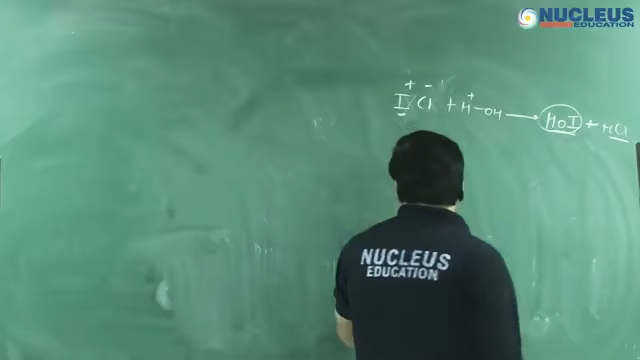 NUCLEUS
EDUCATION
+ - +
I Cl + H-OH → HOI + HCl
NUCLEUS
EDUCATION